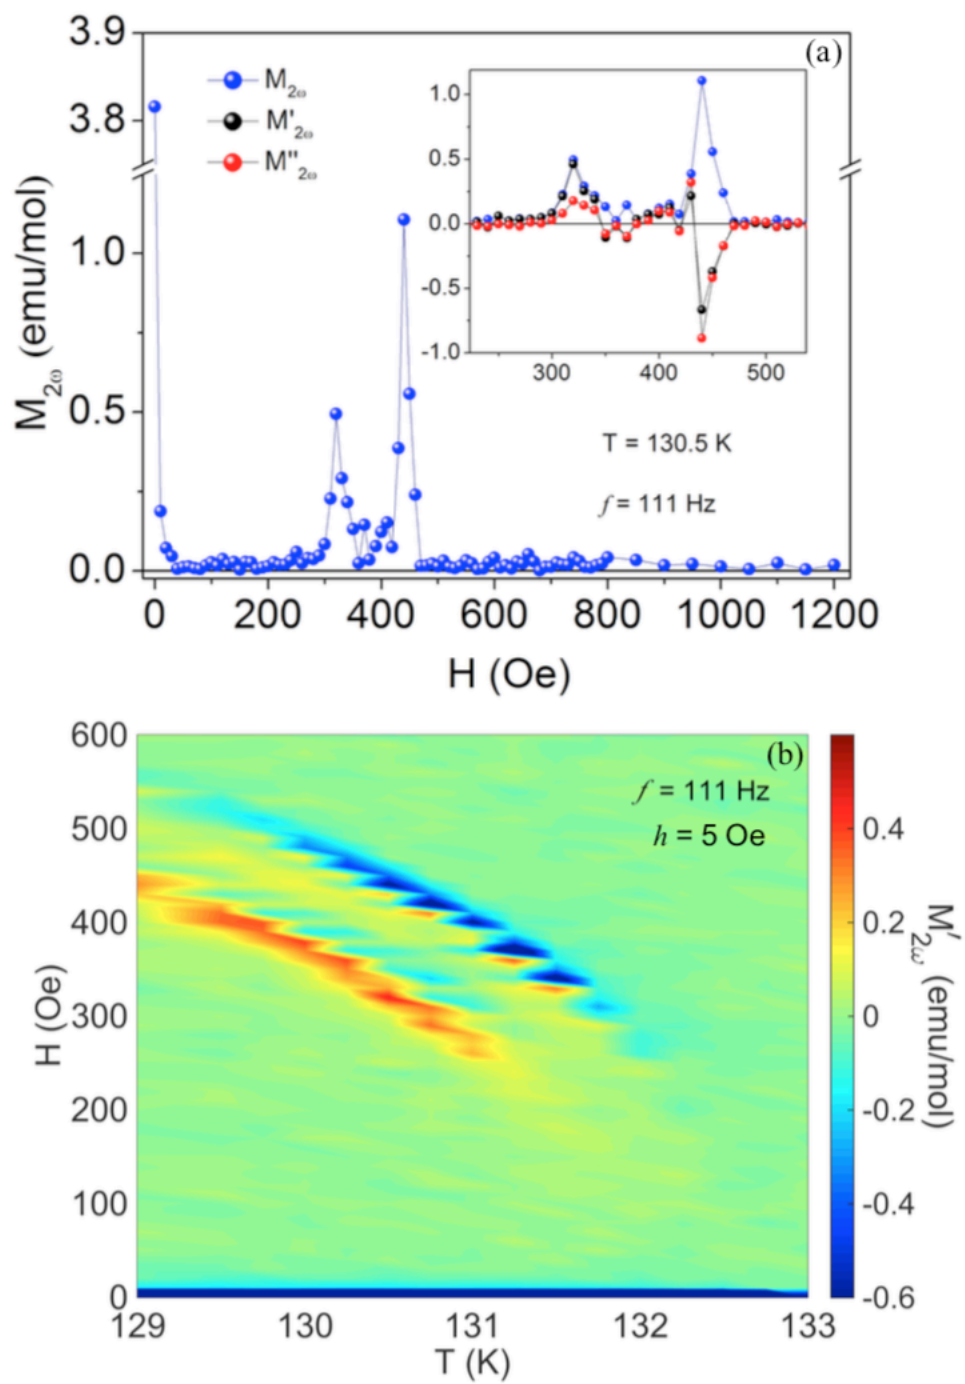 (a)
3.9
3.8
1.0
0.5
0.0
M2ω (emu/mol)
M2ω
M'2ω
M"2ω
1.0
0.5
0.0
-0.5
-1.0
300 400 500
T = 130.5 K
f = 111 Hz
0 200 400 600 800 1000 1200
H (Oe)
(b)
f = 111 Hz
h = 5 Oe
600
500
400
300
200
100
0
H (Oe)
129 130 131 132 133
T (K)
0.4
0.2
0
-0.2
-0.4
-0.6
M'2ω (emu/mol)